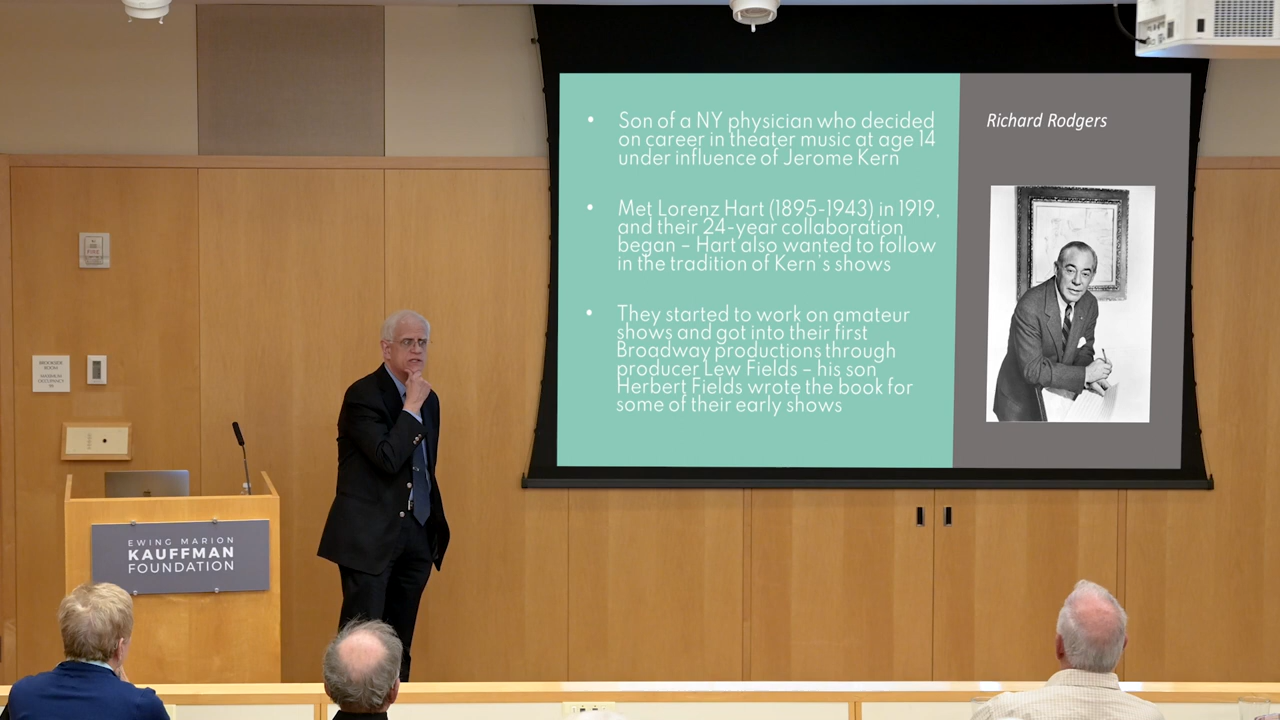 Richard Rodgers
• Son of a NY physician who decided
on career in theater music at age 14
under influence of Jerome Kern
• Met Lorenz Hart (1895-1943) in 1919,
and their 24-year collaboration
began – Hart also wanted to follow
in the tradition of Kern's shows
• They started to work on amateur
shows and got into their first
Broadway productions through
producer Lew Fields – his son
Herbert Fields wrote the book for
some of their early shows
BROOKSIDE
ROOM
MAXIMUM
OCCUPANCY
EWING MARION
KAUFFMAN
FOUNDATION